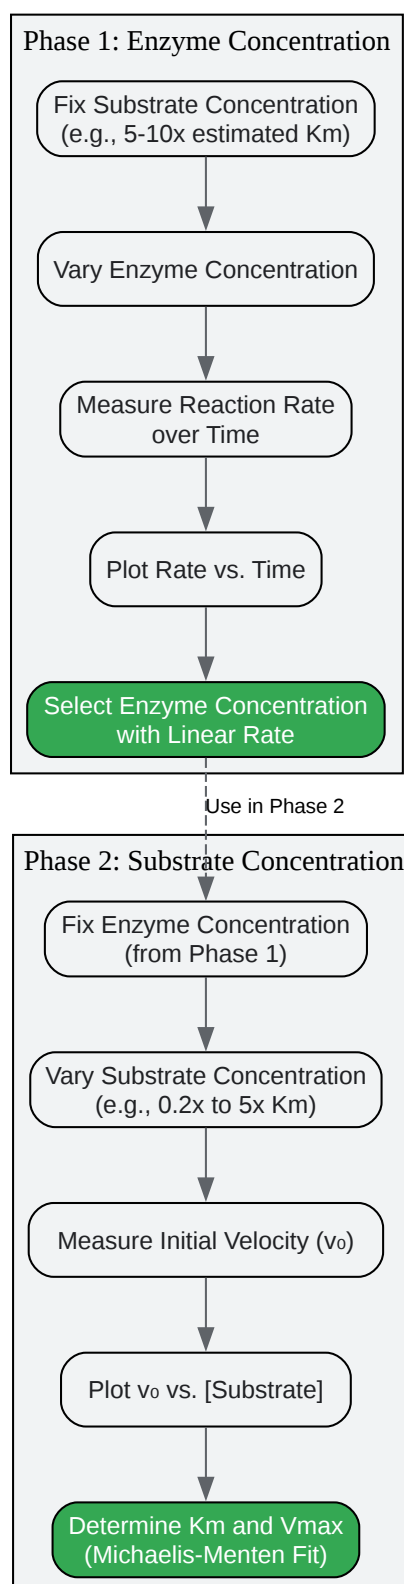 Phase 1: Enzyme Concentration
Fix Substrate Concentration
(e.g., 5-10x estimated Km)
Vary Enzyme Concentration
Measure Reaction Rate
over Time
Plot Rate vs. Time
Select Enzyme Concentration
with Linear Rate
Use in Phase 2
Phase 2: Substrate Concentration
Fix Enzyme Concentration
(from Phase 1)
Vary Substrate Concentration
(e.g., 0.2x to 5x Km)
Measure Initial Velocity (v₀)
Plot v₀ vs. [Substrate]
Determine Km and Vmax
(Michaelis-Menten Fit)